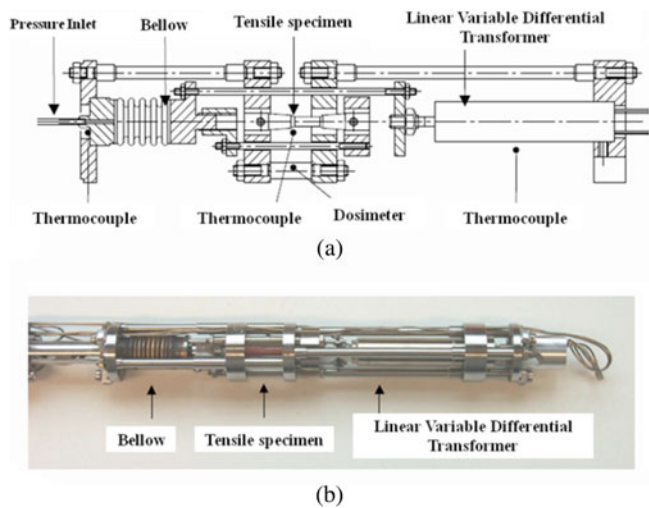 Pressure Inlet
Bellow
Tensile specimen
Linear Variable Differential
Transformer
Thermocouple
Thermocouple
Dosimeter
Thermocouple
(a)
Bellow
Tensile specimen
Linear Variable Differential
Transformer
(b)